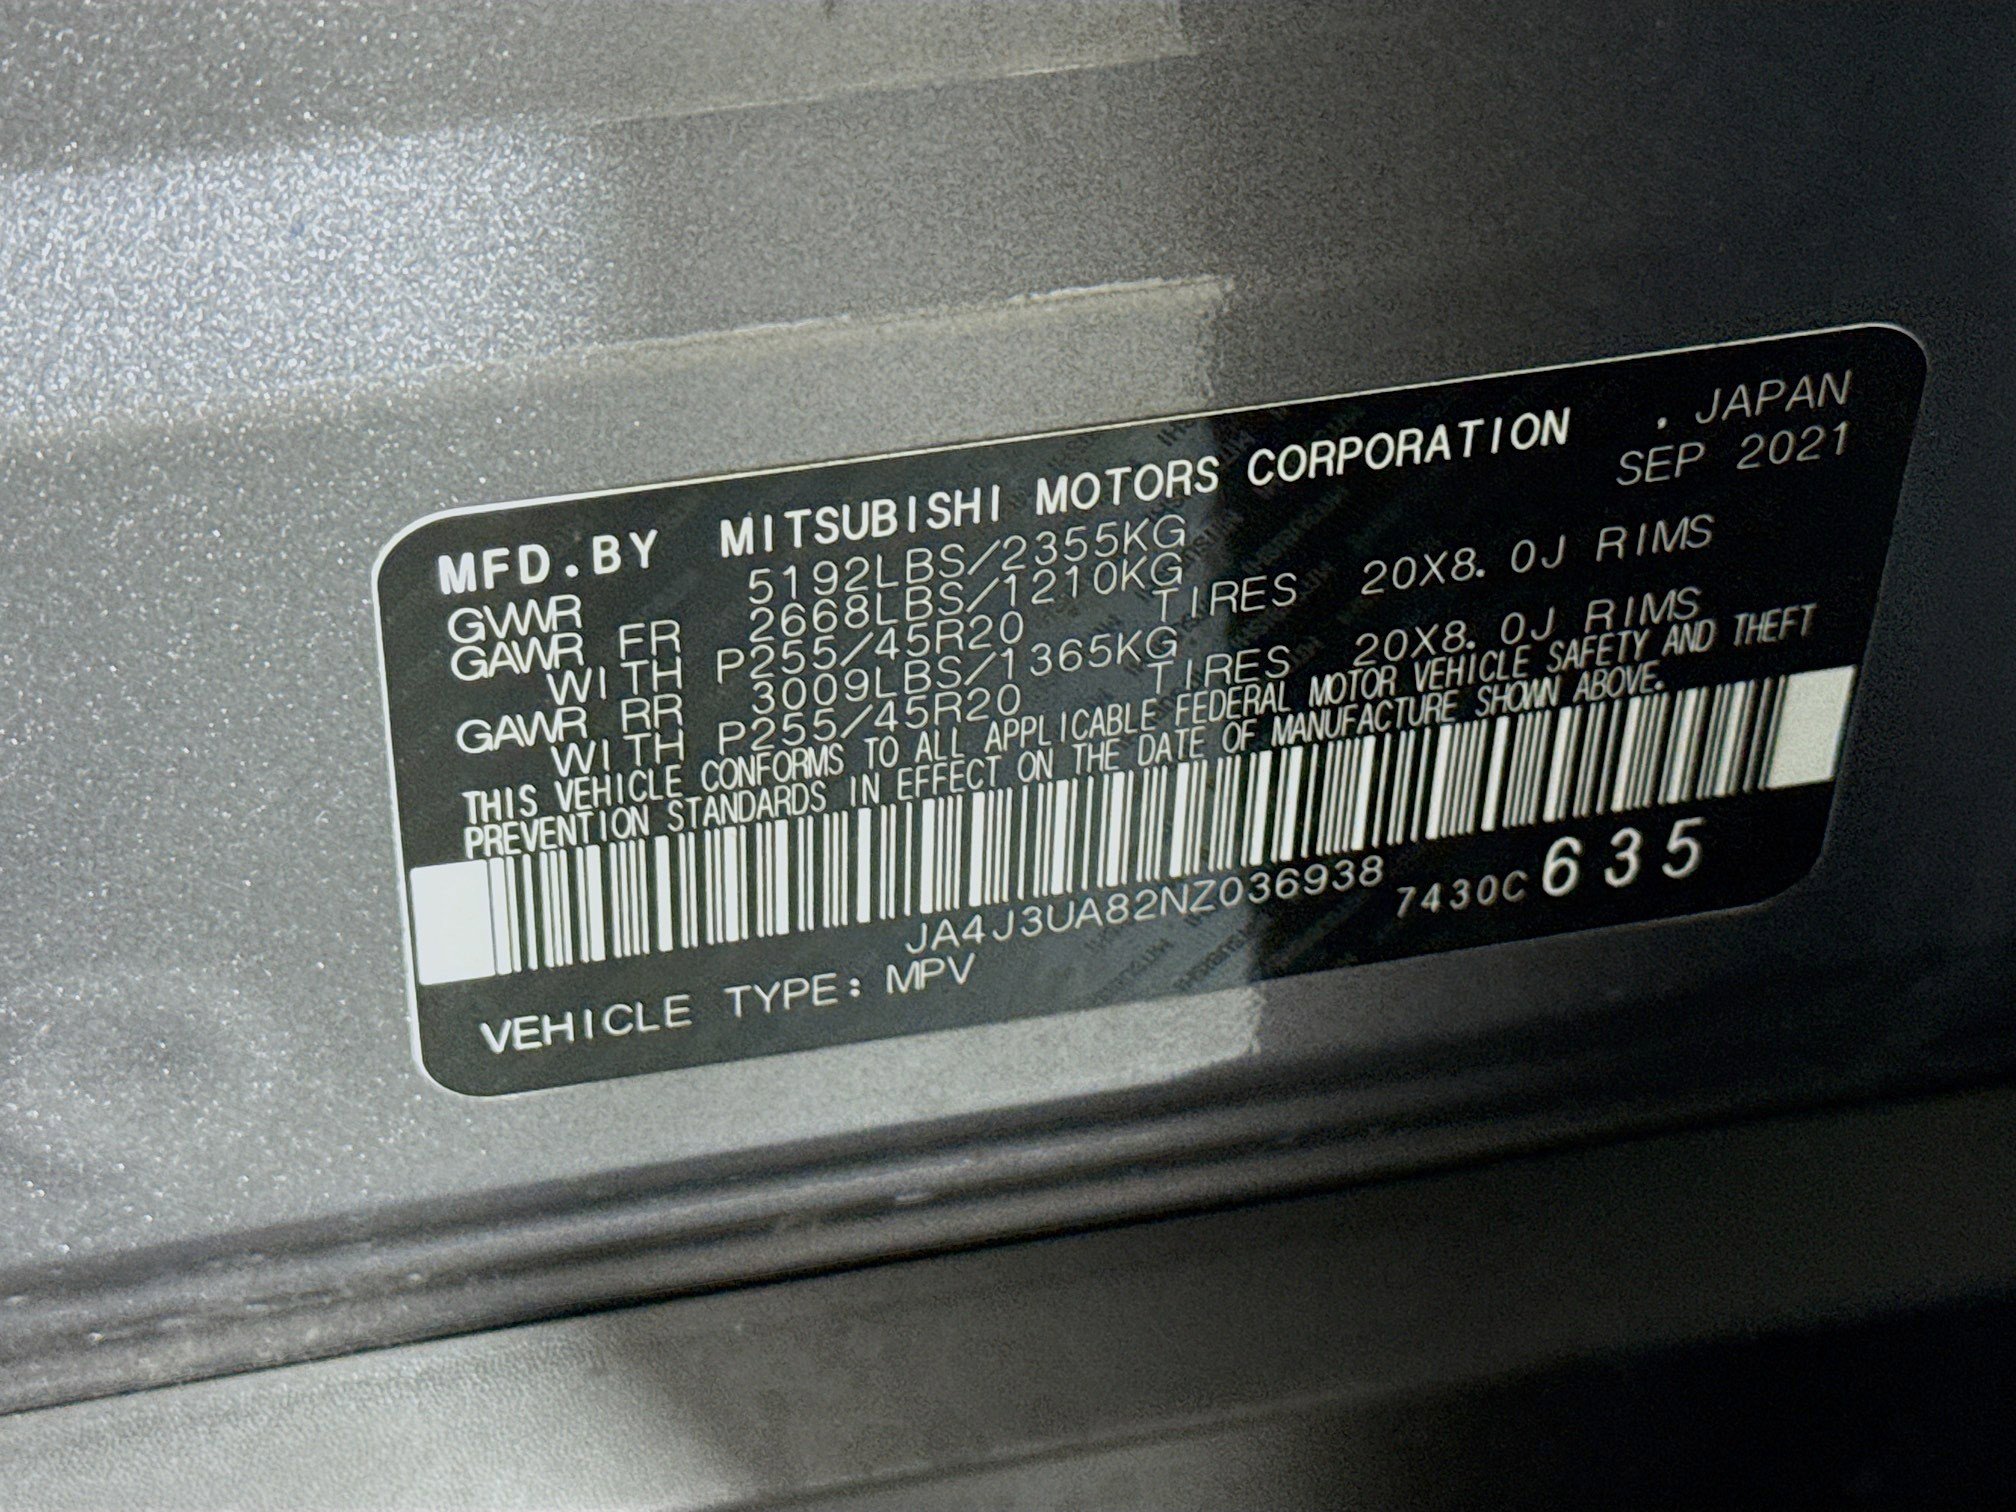 MFD.BY MITSUBISHI MOTORS CORPORATION . JAPAN
SEP 2021
GVWR 5192LBS/2355KG
GAWR FR 2668LBS/1210KG
WITH P255/45R20 TIRES 20X8.0J RIMS
GAWR RR 3009LBS/1365KG
WITH P255/45R20 TIRES 20X8.0J RIMS
THIS VEHICLE CONFORMS TO ALL APPLICABLE FEDERAL MOTOR VEHICLE SAFETY AND THEFT
PREVENTION STANDARDS IN EFFECT ON THE DATE OF MANUFACTURE SHOWN ABOVE.
JA4J3UA82NZ036938 7430C 635
VEHICLE TYPE: MPV